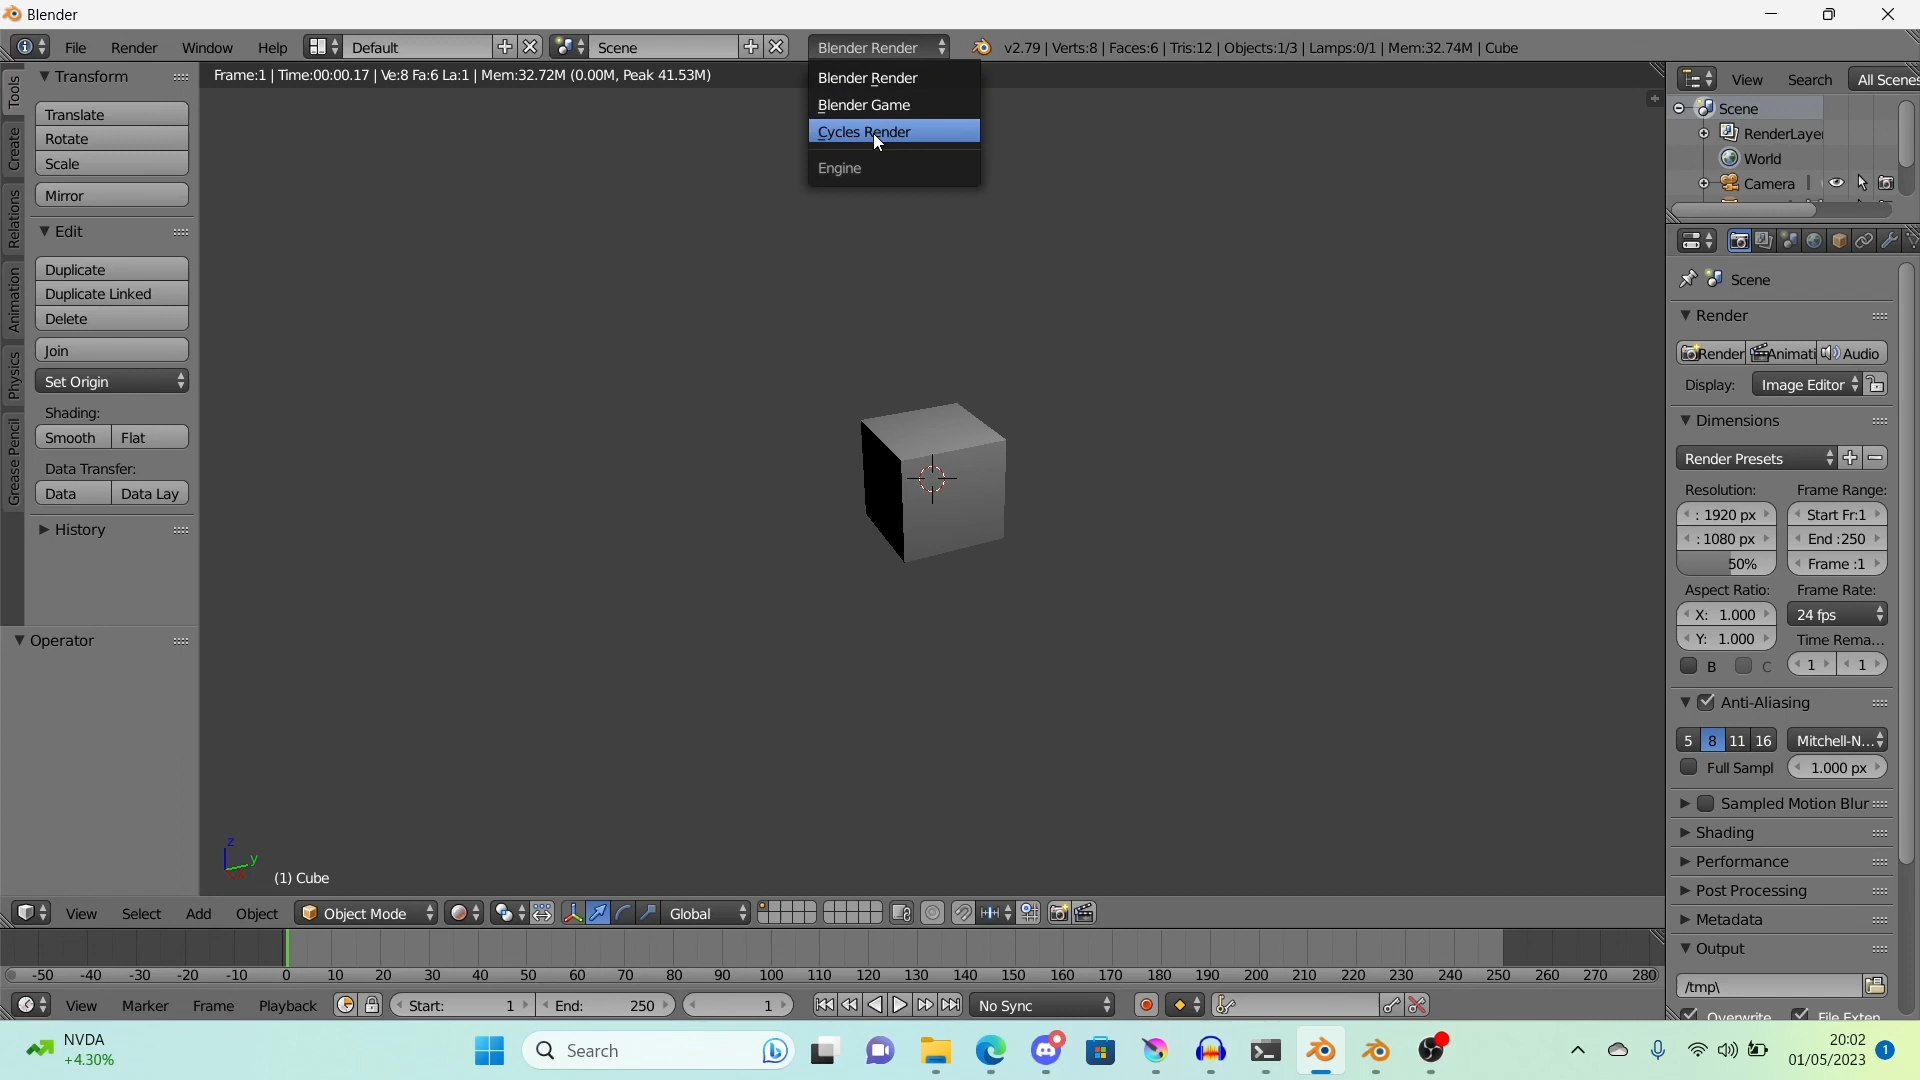 Blender
File Render Window Help Default Scene Blender Render v2.79 | Verts:8 | Faces:6 | Tris:12 | Objects:1/3 | Lamps:0/1 | Mem:32.74M | Cube
Frame:1 | Time:00:00.17 | Ve:8 Fa:6 La:1 | Mem:32.72M (0.00M, Peak 41.53M)
Blender Render
Blender Game
Cycles Render
Engine
Tools
Create
Relations
Animation
Physics
Grease Pencil
Transform
Translate
Rotate
Scale
Mirror
Edit
Duplicate
Duplicate Linked
Delete
Join
Set Origin
Shading:
Smooth Flat
Data Transfer:
Data Data Lay
History
Operator
z
y
(1) Cube
View Search All Scenes
Scene
RenderLayer
World
Camera
Scene
Render
Render Animati Audio
Display: Image Editor
Dimensions
Render Presets
Resolution: Frame Range:
: 1920 px Start Fr:1
: 1080 px End :250
50% Frame :1
Aspect Ratio: Frame Rate:
X: 1.000 24 fps
Y: 1.000 Time Rema...
B C 1 1
Anti-Aliasing
5 8 11 16 Mitchell-N...
Full Sampl 1.000 px
Sampled Motion Blur
Shading
Performance
Post Processing
Metadata
Output
/tmp\
Overwrite File Exten
View Select Add Object Object Mode Global
-50 -40 -30 -20 -10 0 10 20 30 40 50 60 70 80 90 100 110 120 130 140 150 160 170 180 190 200 210 220 230 240 250 260 270 280
View Marker Frame Playback Start: 1 End: 250 1 No Sync
NVDA
+4.30%
Search
20:02
01/05/2023
1